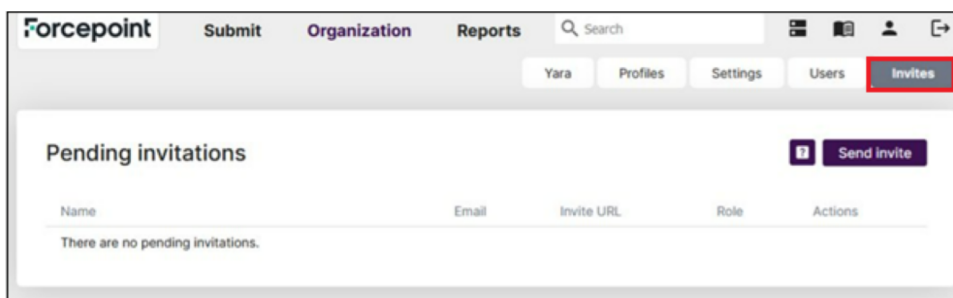 Forcepoint Submit Organization Reports Search
Yara Profiles Settings Users Invites
Pending invitations ? Send invite
Name Email Invite URL Role Actions
There are no pending invitations.